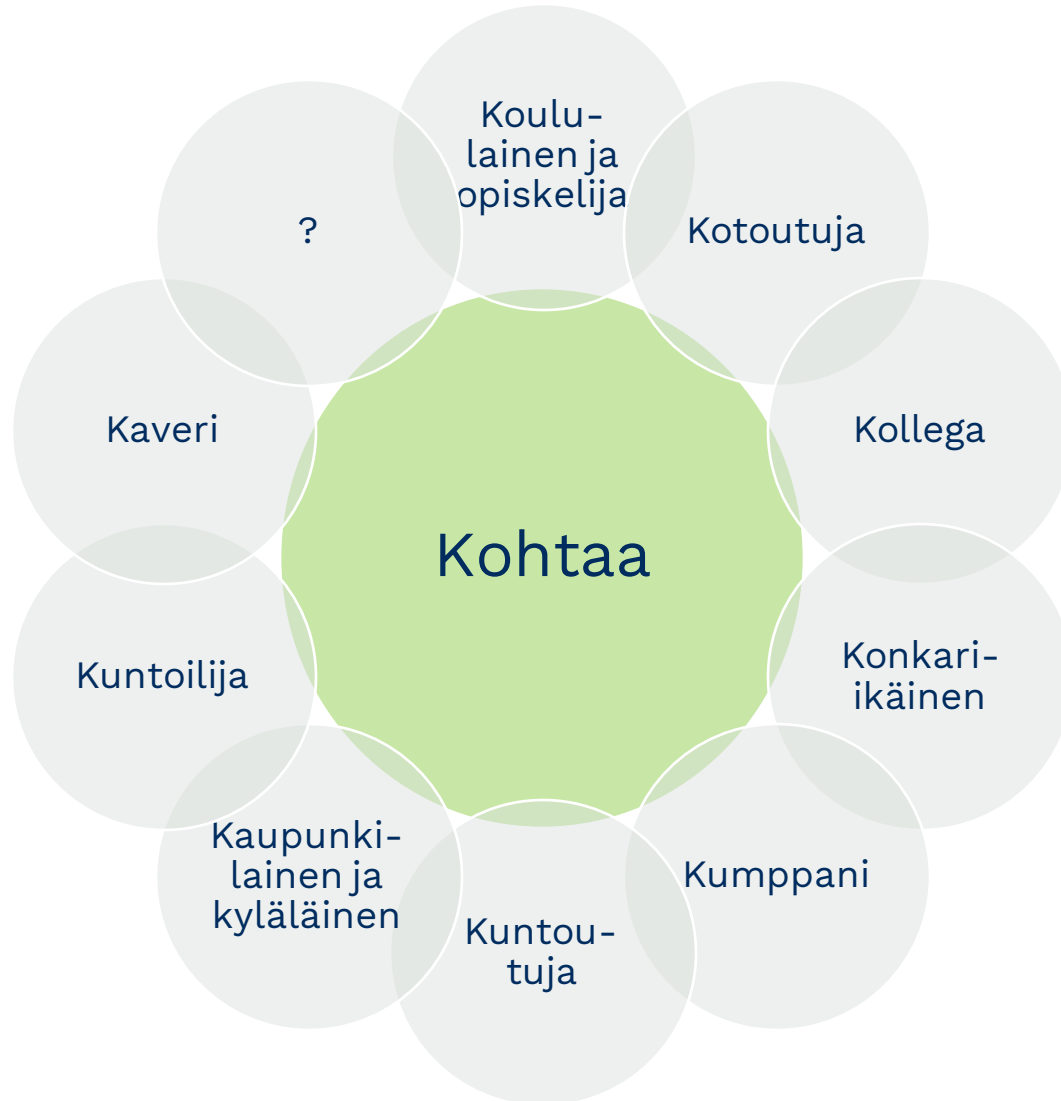 Koulu-
lainen ja
opiskelija
Kotoutuja
Kollega
Konkari-
ikäinen
Kumppani
Kuntou-
tuja
Kaupunki-
lainen ja
kyläläinen
Kuntoilija
Kaveri
?
Kohtaa